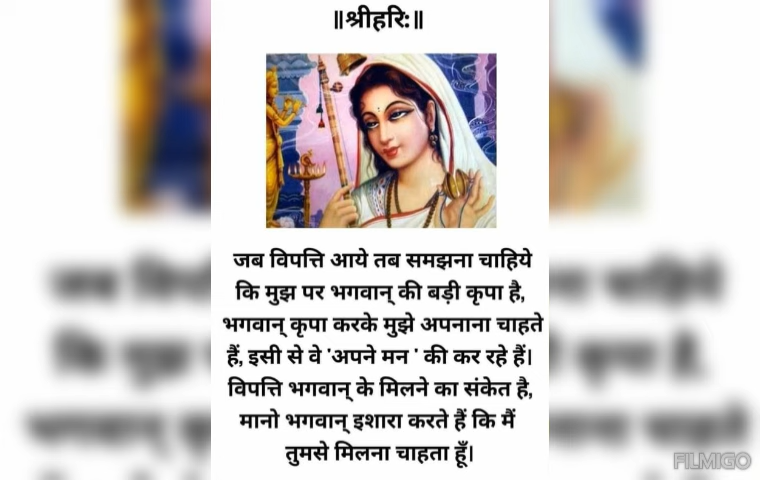 ॥श्रीहरिः॥
जब विपत्ति आये तब समझना चाहिये
कि मुझ पर भगवान् की बड़ी कृपा है,
भगवान् कृपा करके मुझे अपनाना चाहते
हैं, इसी से वे 'अपने मन ' की कर रहे हैं।
विपत्ति भगवान् के मिलने का संकेत है,
मानो भगवान् इशारा करते हैं कि मैं
तुमसे मिलना चाहता हूँ।
FILMIGO